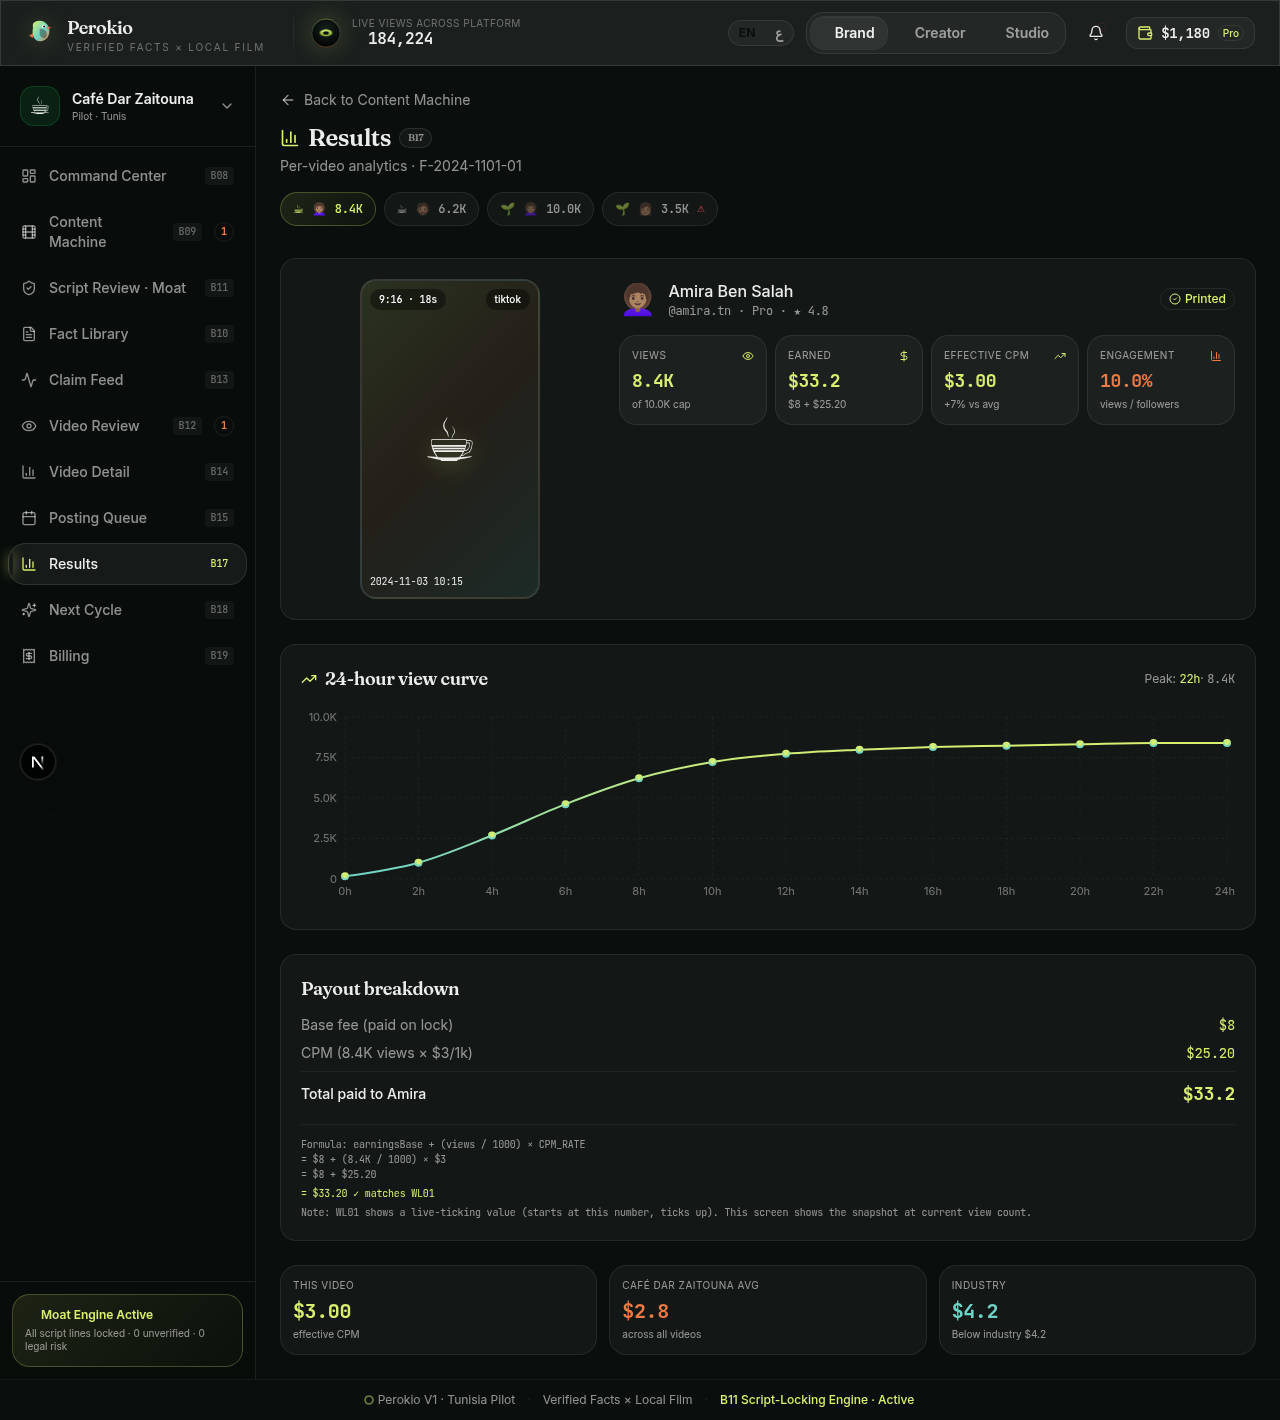 Perokio
VERIFIED FACTS × LOCAL FILM
LIVE VIEWS ACROSS PLATFORM
184,224
EN ع
Brand Creator Studio
$1,180 Pro
Café Dar Zaitouna
Pilot · Tunis
Command Center B08
Content Machine B09 1
Script Review · Moat B11
Fact Library B10
Claim Feed B13
Video Review B12 1
Video Detail B14
Posting Queue B15
Results B17
Next Cycle B18
Billing B19
N
Moat Engine Active
All script lines locked · 0 unverified · 0
legal risk
Back to Content Machine
Results B17
Per-video analytics · F-2024-1101-01
8.4K 6.2K 10.0K 3.5K
9:16 · 18s tiktok
2024-11-03 10:15
Amira Ben Salah
@amira.tn · Pro · ★ 4.8
Printed
VIEWS
8.4K
of 10.0K cap
EARNED
$33.2
$8 + $25.20
EFFECTIVE CPM
$3.00
+7% vs avg
ENGAGEMENT
10.0%
views / followers
24-hour view curve
Peak: 22h · 8.4K
10.0K
7.5K
5.0K
2.5K
0
0h 2h 4h 6h 8h 10h 12h 14h 16h 18h 20h 22h 24h
Payout breakdown
Base fee (paid on lock) $8
CPM (8.4K views × $3/1k) $25.20
Total paid to Amira $33.2
Formula: earningsBase + (views / 1000) × CPM_RATE
= $8 + (8.4K / 1000) × $3
= $8 + $25.20
= $33.20 ✓ matches WL01
Note: WL01 shows a live-ticking value (starts at this number, ticks up). This screen shows the snapshot at current view count.
THIS VIDEO
$3.00
effective CPM
CAFÉ DAR ZAITOUNA AVG
$2.8
across all videos
INDUSTRY
$4.2
Below industry $4.2
Perokio V1 · Tunisia Pilot · Verified Facts × Local Film · B11 Script-Locking Engine · Active